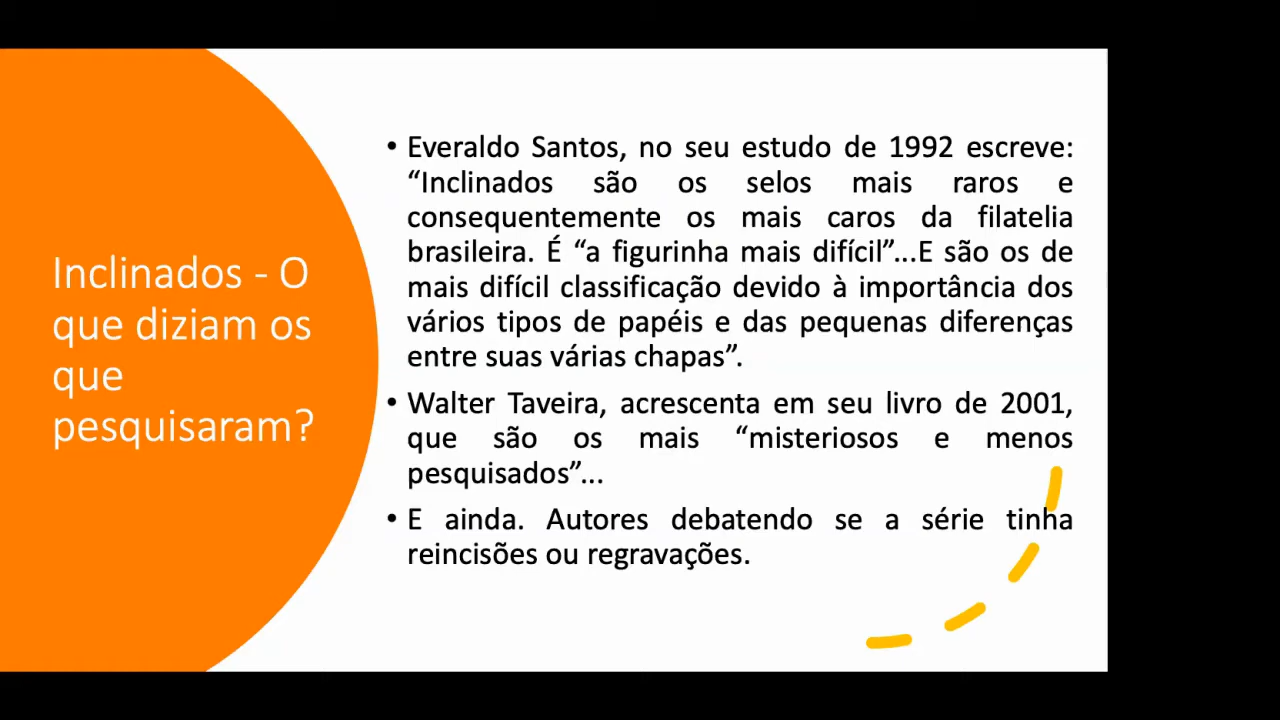 Inclinados - O
que diziam os
que
pesquisaram?
• Everaldo Santos, no seu estudo de 1992 escreve:
“Inclinados são os selos mais raros e
consequentemente os mais caros da filatelia
brasileira. É “a figurinha mais difícil”...E são os de
mais difícil classificação devido à importância dos
vários tipos de papéis e das pequenas diferenças
entre suas várias chapas”.
• Walter Taveira, acrescenta em seu livro de 2001,
que são os mais “misteriosos e menos
pesquisados”...
• E ainda. Autores debatendo se a série tinha
reincisões ou regravações.